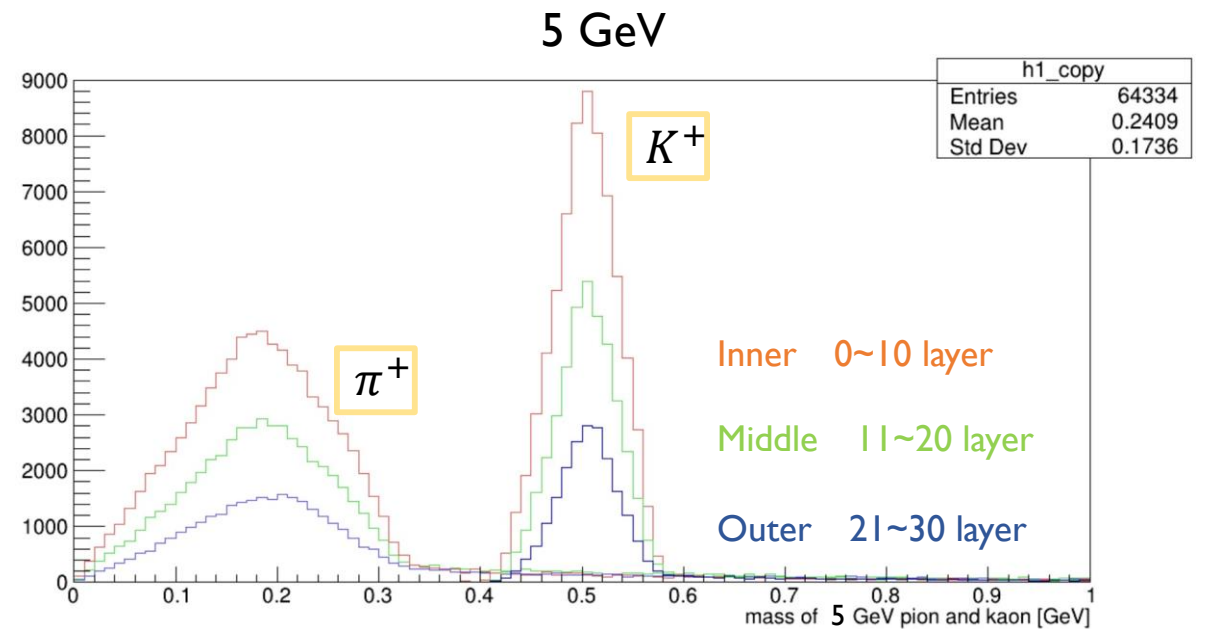 5 GeV
h1_copy
Entries 64334
Mean 0.2409
Std Dev 0.1736
9000
8000
7000
6000
5000
4000
3000
2000
1000
0
K⁺
π⁺
Inner 0~10 layer
Middle 11~20 layer
Outer 21~30 layer
0 0.1 0.2 0.3 0.4 0.5 0.6 0.7 0.8 0.9 1
mass of 5 GeV pion and kaon [GeV]